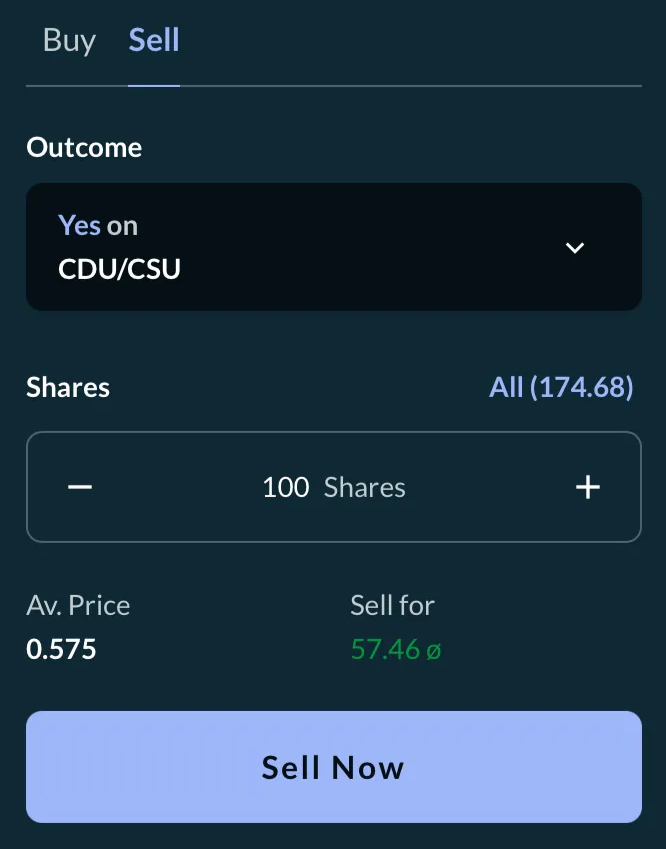 Buy Sell
Outcome
Yes on
CDU/CSU
Shares All (174.68)
− 100 Shares +
Av. Price Sell for
0.575 57.46 ø
Sell Now